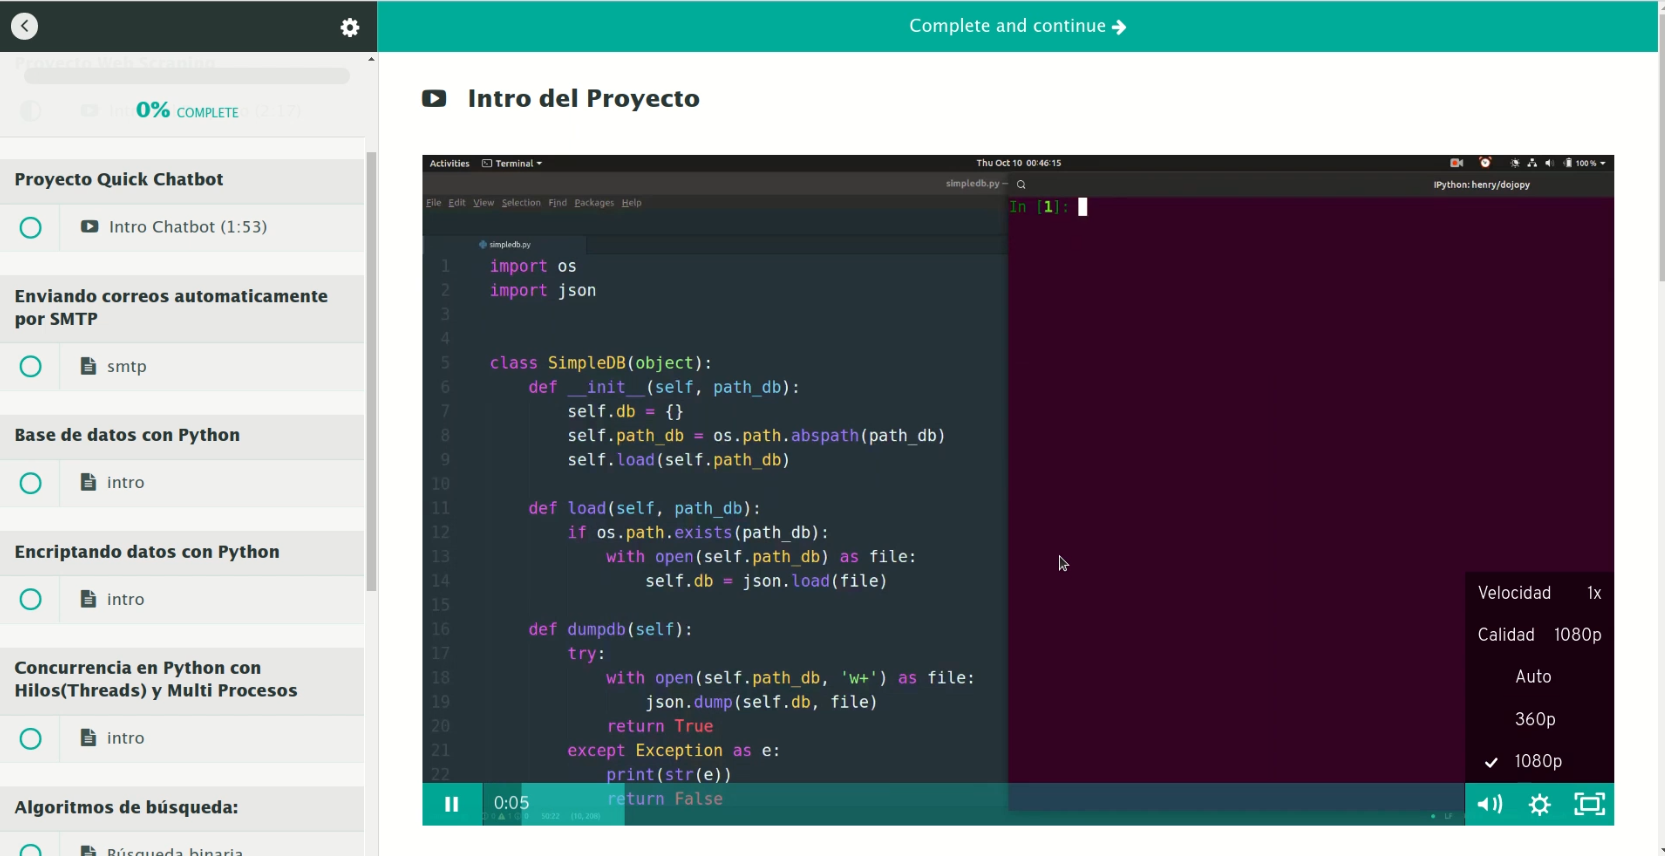 Complete and continue
Proyecto Web Scraping
0% COMPLETE
Proyecto Quick Chatbot
Intro Chatbot (1:53)
Enviando correos automaticamente
por SMTP
smtp
Base de datos con Python
intro
Encriptando datos con Python
intro
Concurrencia en Python con
Hilos(Threads) y Multi Procesos
intro
Algoritmos de búsqueda:
Búsqueda binaria
Intro del Proyecto
Activities Terminal Thu Oct 10 00:46:15 100 %
simpledb.py —
File Edit View Selection Find Packages Help
simpledb.py
1 import os
2 import json
3
4
5 class SimpleDB(object):
6 def __init__(self, path_db):
7 self.db = {}
8 self.path_db = os.path.abspath(path_db)
9 self.load(self.path_db)
10
11 def load(self, path_db):
12 if os.path.exists(path_db):
13 with open(self.path_db) as file:
14 self.db = json.load(file)
15
16 def dumpdb(self):
17 try:
18 with open(self.path_db, 'w+') as file:
19 json.dump(self.db, file)
20 return True
21 except Exception as e:
22 print(str(e))
return False
IPython: henry/dojopy
In [1]:
Velocidad 1x
Calidad 1080p
Auto
360p
1080p
0:05
50:22
LF